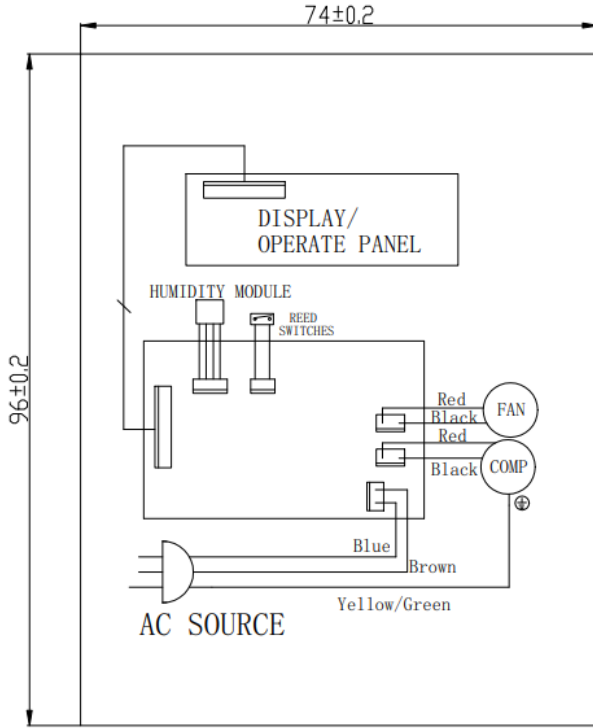 74±0.2
96±0.2
DISPLAY/
OPERATE PANEL
HUMIDITY MODULE
REED
SWITCHES
Red
Black
FAN
Red
Black
COMP
Blue
Brown
Yellow/Green
AC SOURCE